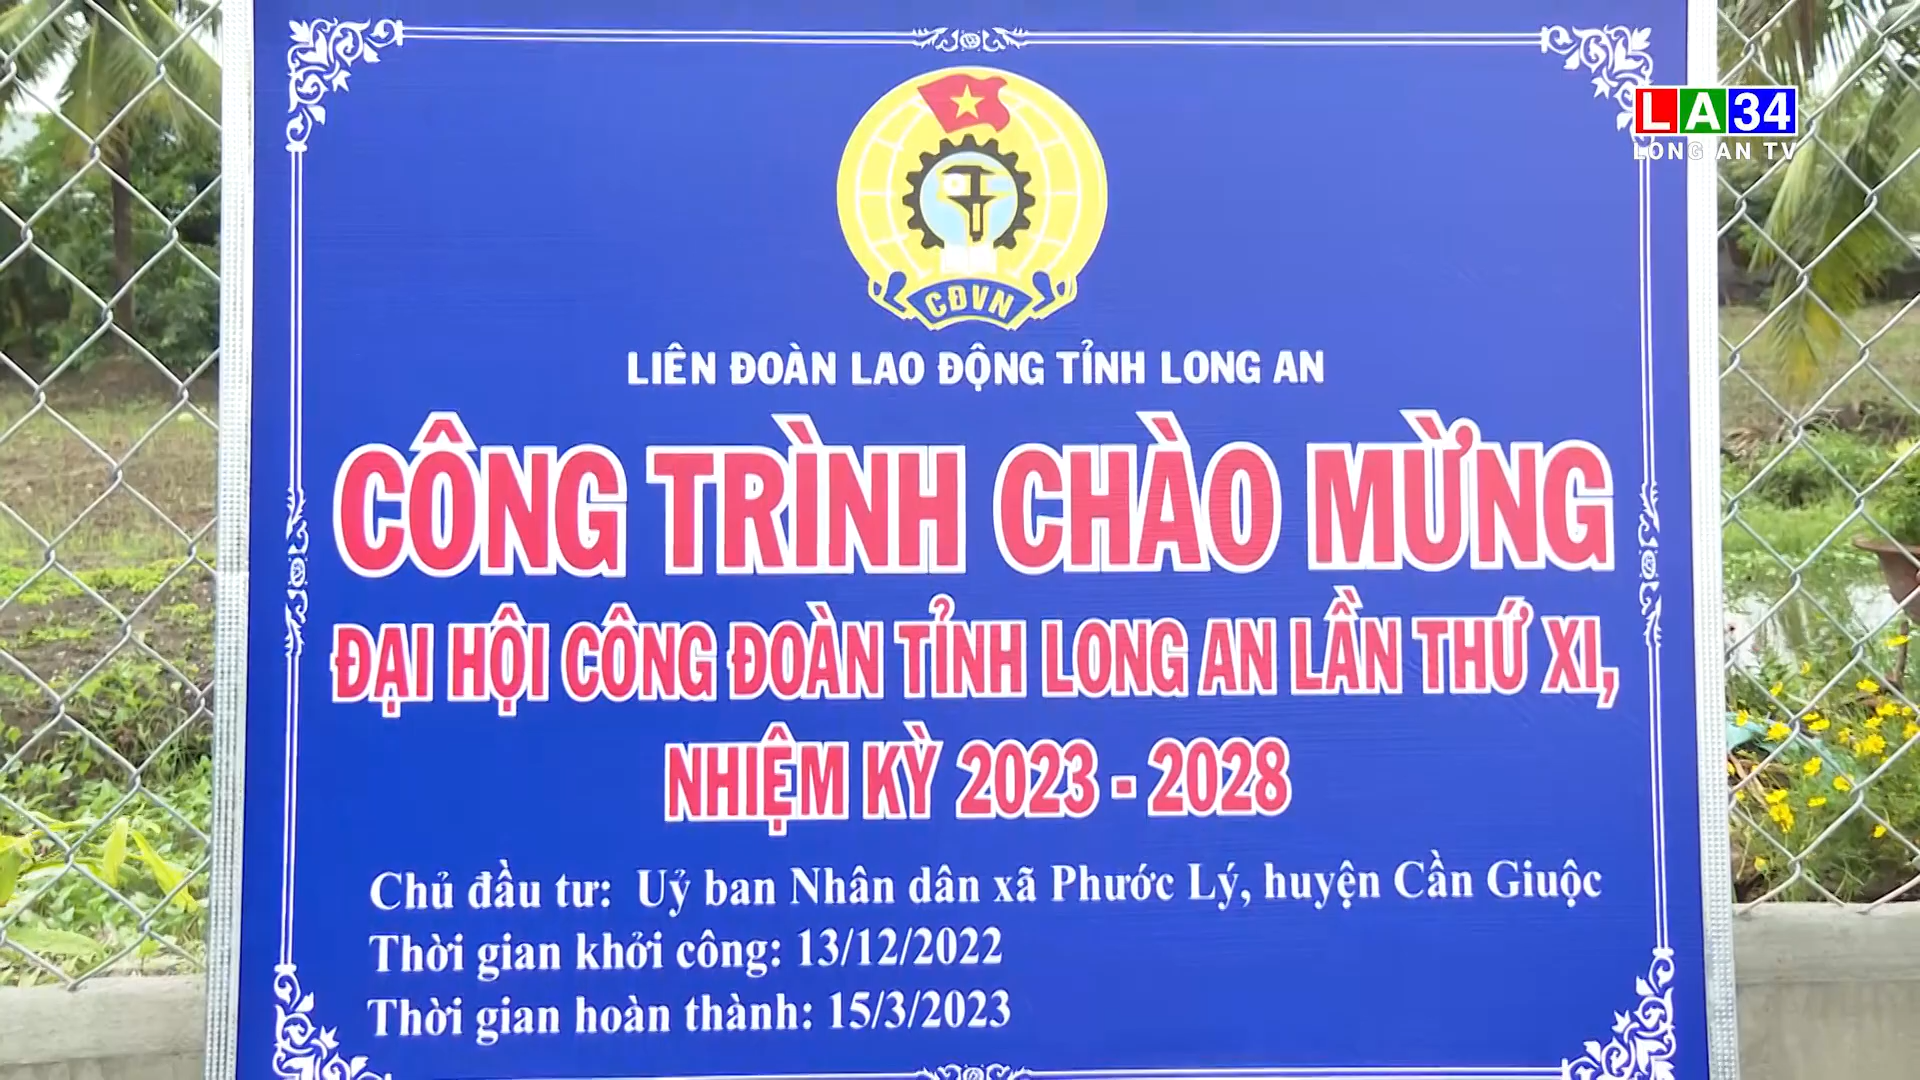 LA34
LONG AN TV
CĐVN
LIÊN ĐOÀN LAO ĐỘNG TỈNH LONG AN
CÔNG TRÌNH CHÀO MỪNG
ĐẠI HỘI CÔNG ĐOÀN TỈNH LONG AN LẦN THỨ XI,
NHIỆM KỲ 2023 - 2028
Chủ đầu tư: Uỷ ban Nhân dân xã Phước Lý, huyện Cần Giuộc
Thời gian khởi công: 13/12/2022
Thời gian hoàn thành: 15/3/2023